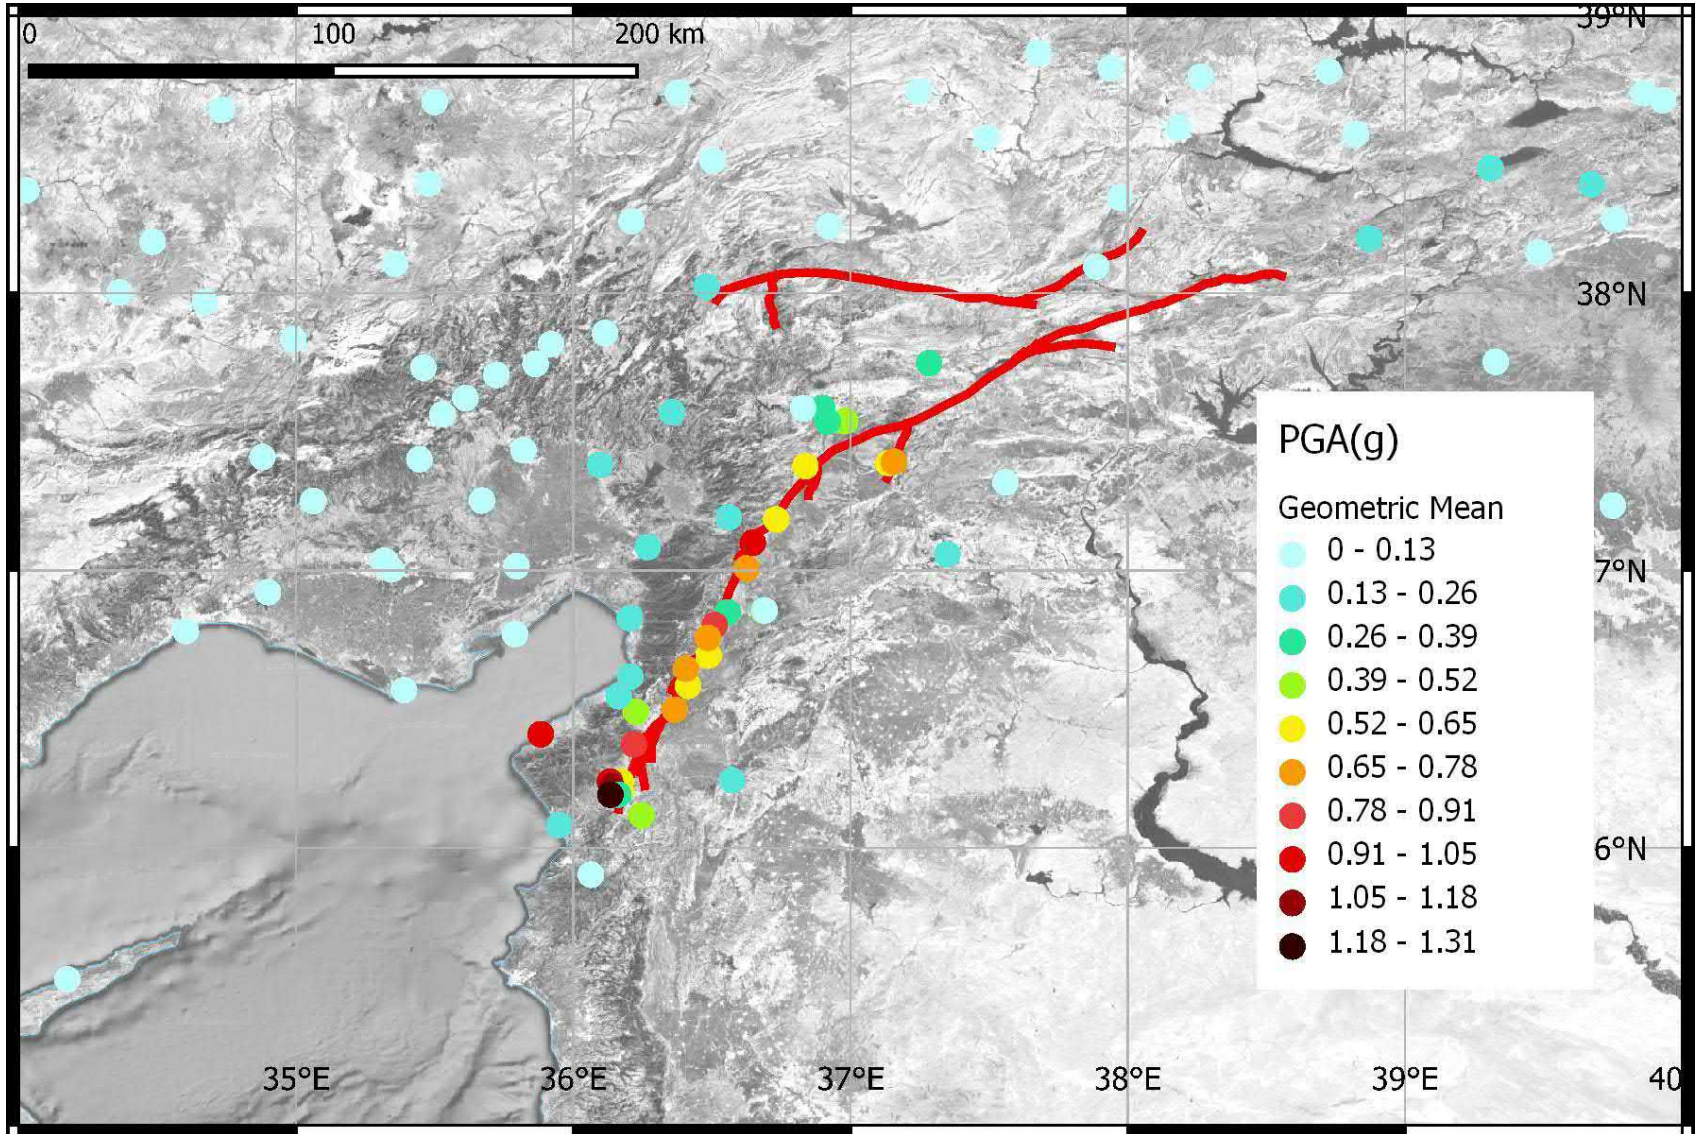 39°N
0
100
200 km
38°N
PGA(g)
Geometric Mean
0 - 0.13
7°N
0.13 - 0.26
0.26 - 0.39
0.39 - 0.52
0.52 - 0.65
0.65 - 0.78
0.78 - 0.91
6°N
0.91 - 1.05
1.05 - 1.18
1.18 - 1.31
35°E
36°E
37°E
38°E
39°E
40